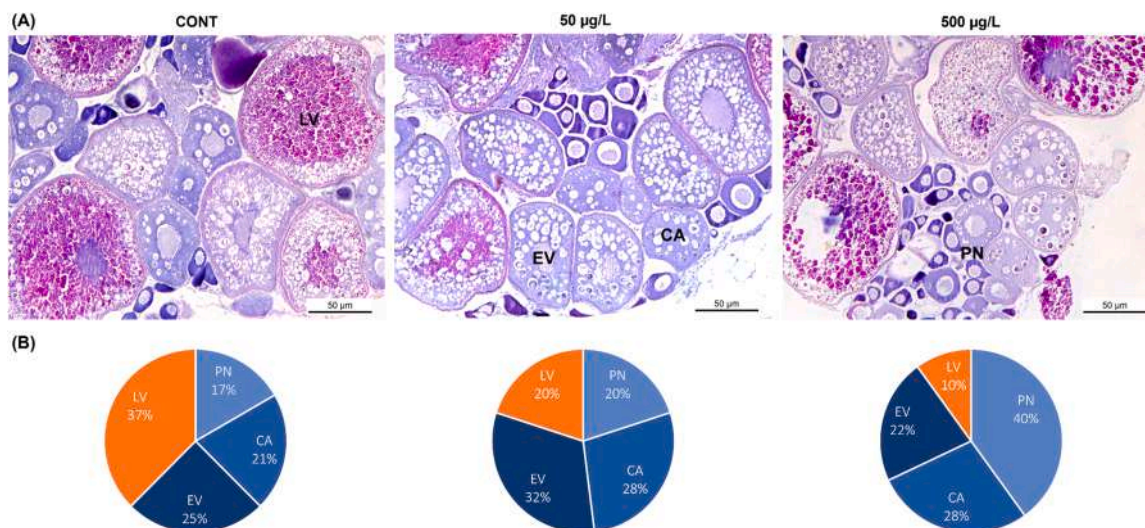 (A)
CONT
50 µg/L
500 µg/L
LV
EV
CA
PN
50 µm
50 µm
50 µm
(B)
PN
17%
CA
21%
EV
25%
LV
37%
PN
20%
CA
28%
EV
32%
LV
20%
PN
40%
CA
28%
EV
22%
LV
10%